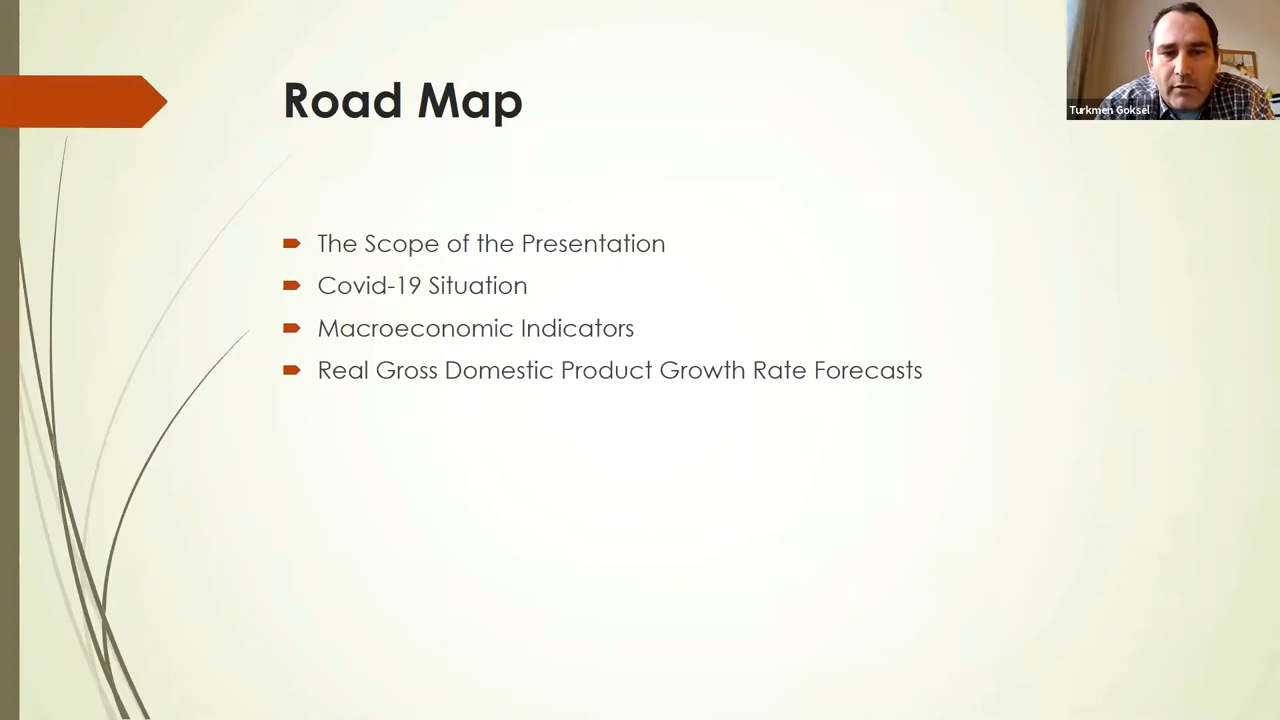 Road Map
Turkmen Goksel
The Scope of the Presentation
Covid-19 Situation
Macroeconomic Indicators
Real Gross Domestic Product Growth Rate Forecasts